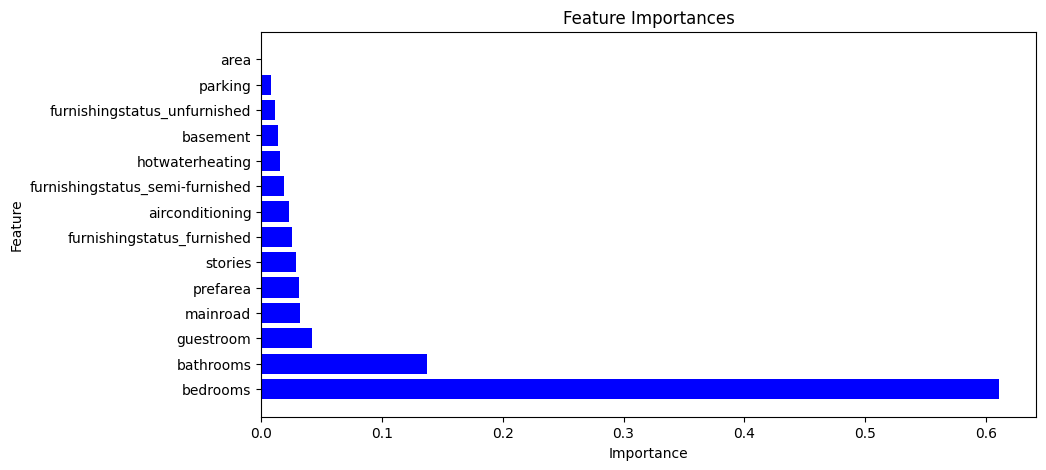 Feature Importances
area
parking
furnishingstatus_unfurnished
basement
hotwaterheating
furnishingstatus_semi-furnished
airconditioning
furnishingstatus_furnished
stories
prefarea
mainroad
guestroom
bathrooms
bedrooms
Feature
0.0 0.1 0.2 0.3 0.4 0.5 0.6
Importance